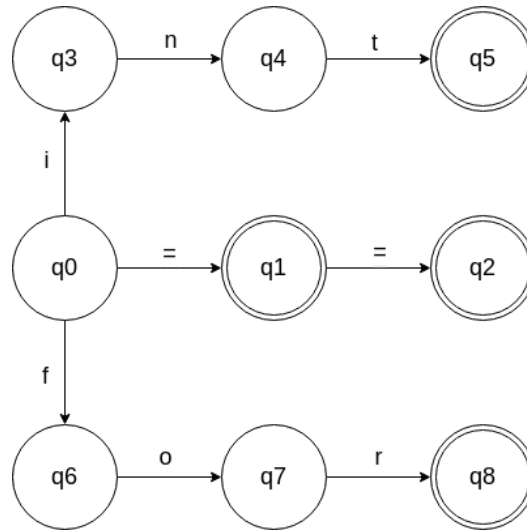 q3 n q4 t q5
i
q0 = q1 = q2
f
q6 o q7 r q8